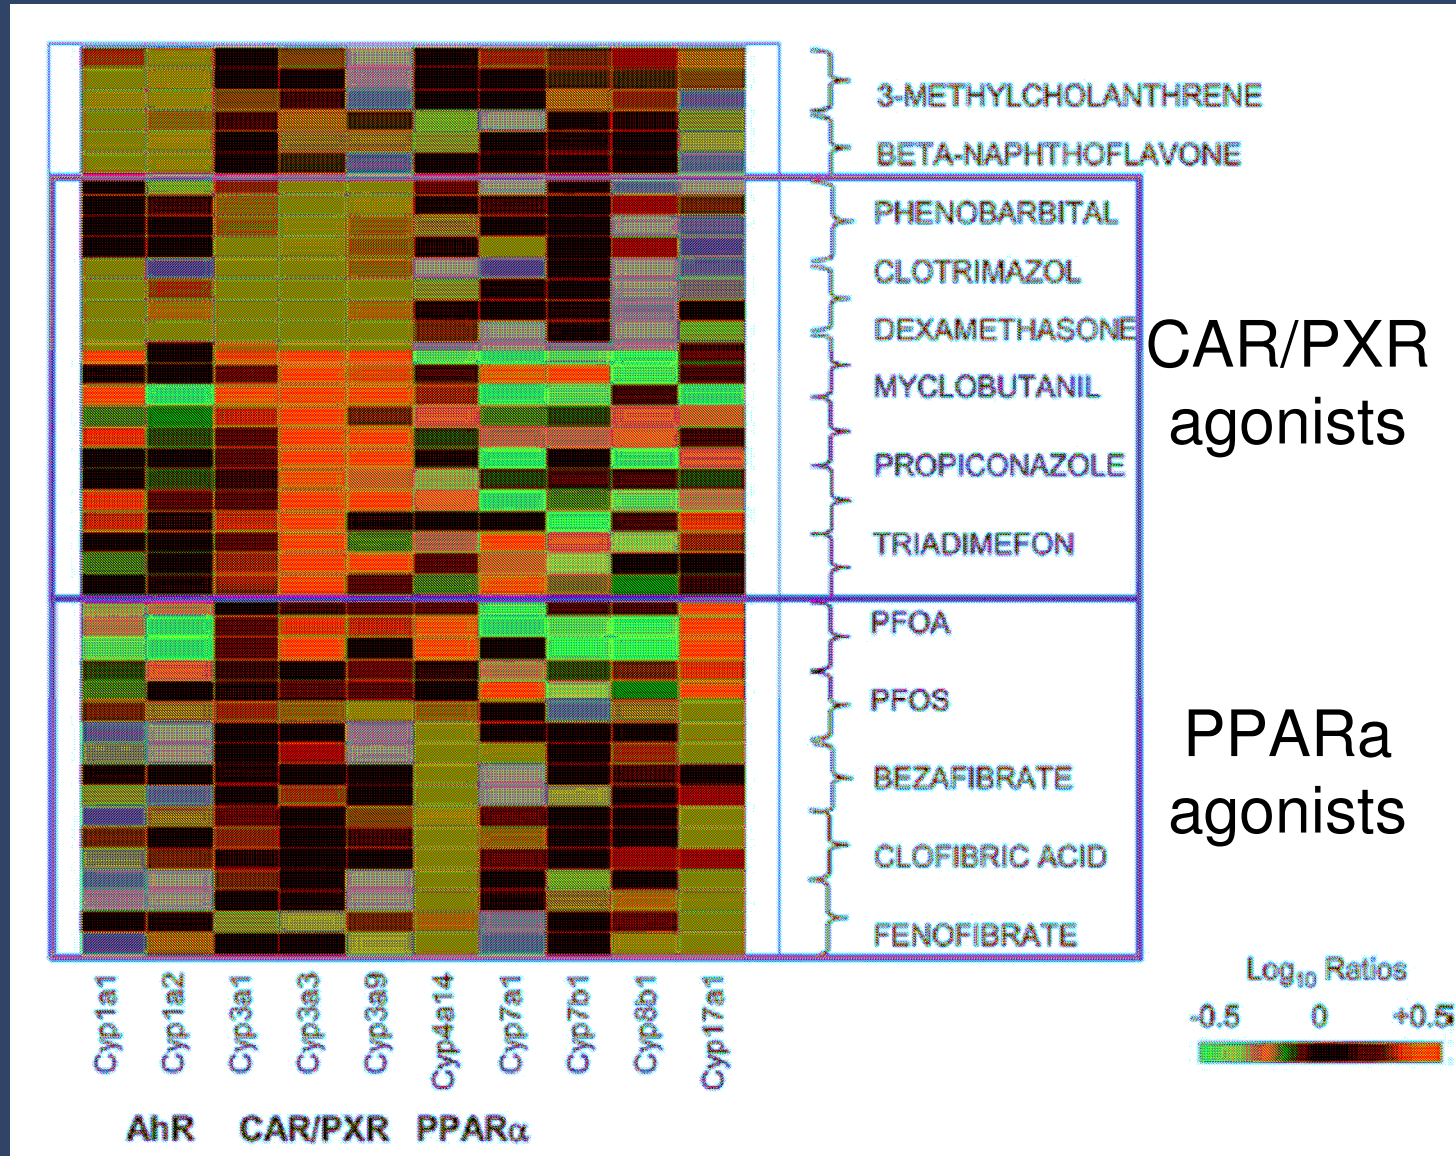 3-METHYLCHOLANTHRENE
BETA-NAPHTHOFLAVONE
PHENOBARBITAL
CLOTRIMAZOL
DEXAMETHASONE
MYCLOBUTANIL
PROPICONAZOLE
TRIADIMEFON
CAR/PXR
agonists
PFOA
PFOS
BEZAFIBRATE
CLOFIBRIC ACID
FENOFIBRATE
PPARa
agonists
Log10 Ratios
-0.5 0 +0.5
Cyp1a1 Cyp1a2 Cyp3a1 Cyp3a3 Cyp3a9 Cyp4a14 Cyp7a1 Cyp7b1 Cyp8b1 Cyp17a1
AhR CAR/PXR PPARα